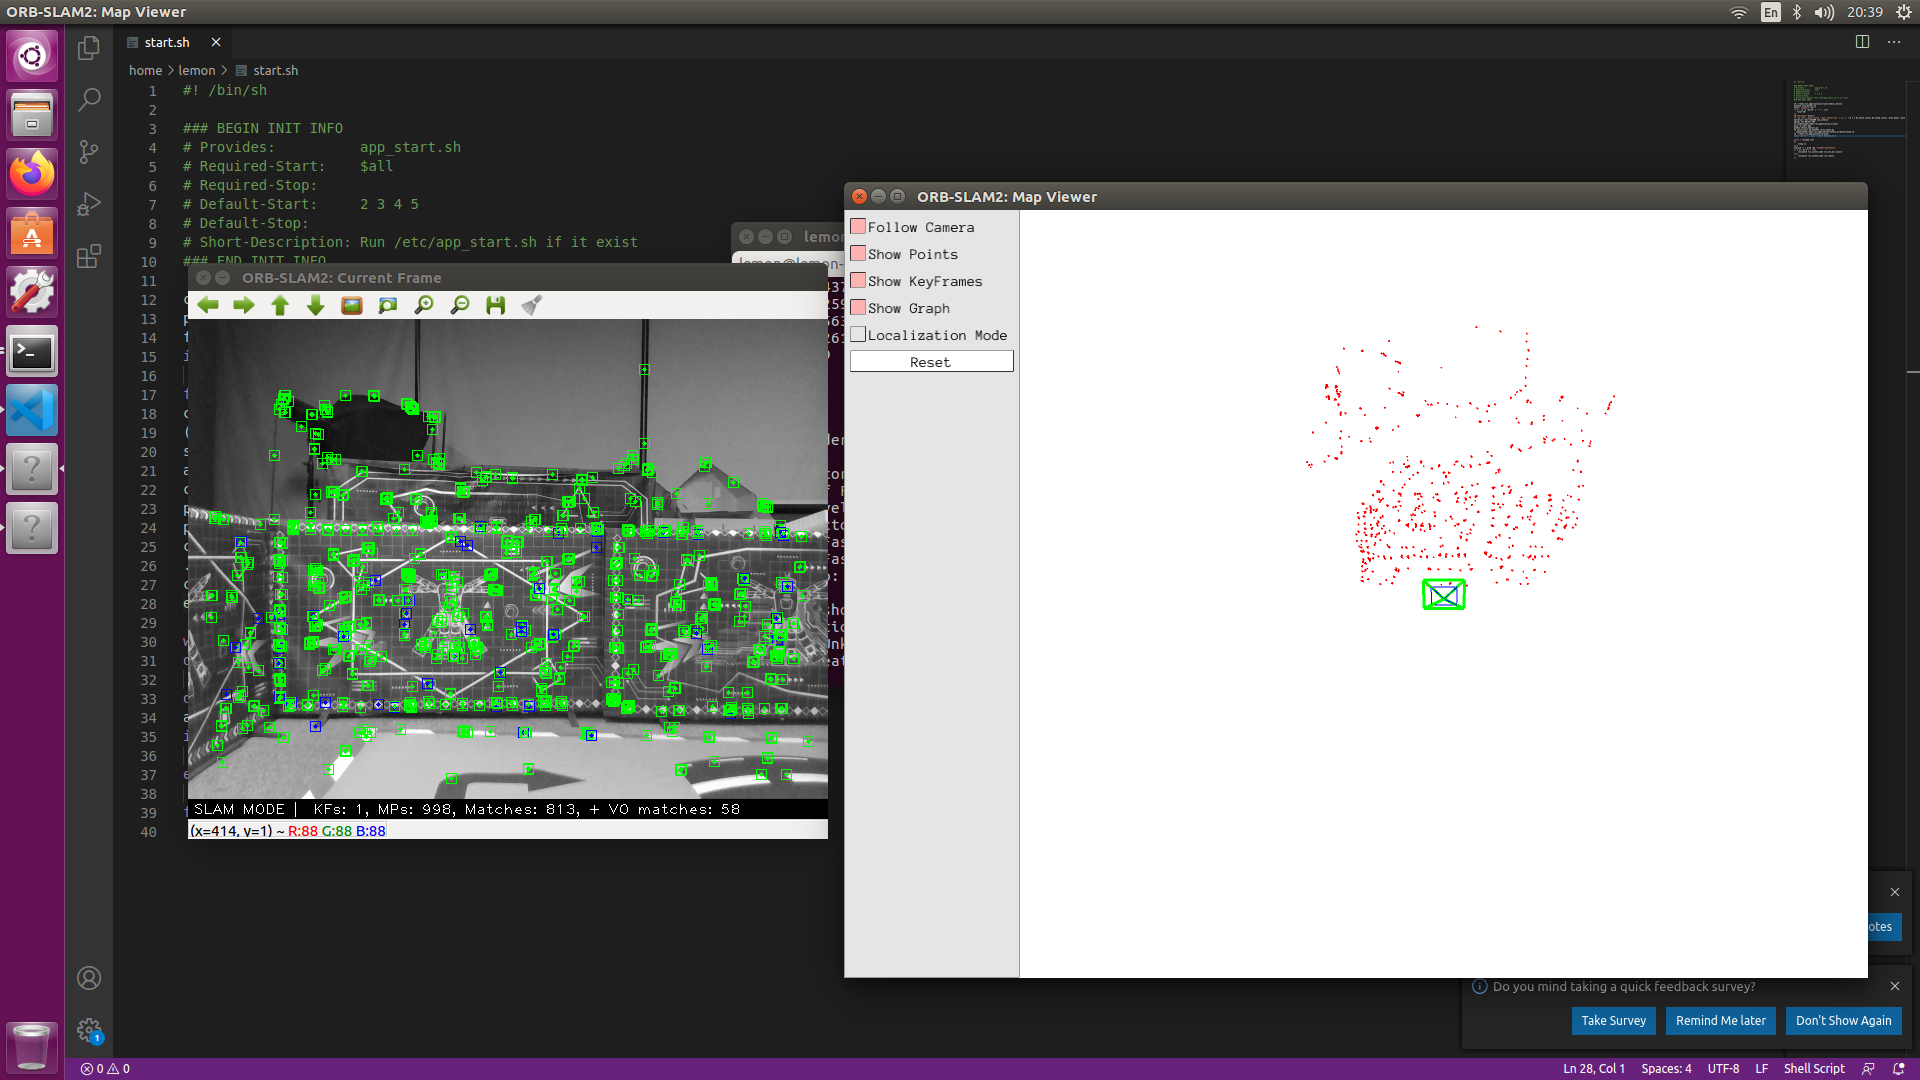 ORB-SLAM2: Map Viewer
En
20:39
start.sh
home > lemon > start.sh
1 #! /bin/sh
2
3 ### BEGIN INIT INFO
4 # Provides: app_start.sh
5 # Required-Start: $all
6 # Required-Stop:
7 # Default-Start: 2 3 4 5
8 # Default-Stop:
9 # Short-Description: Run /etc/app_start.sh if it exist
10 ### END INIT INFO
11
12
13
14
15
16
17
18
19
20
21
22
23
24
25
26
27
28
29
30
31
32
33
34
35
36
37
38
39
40
ORB-SLAM2: Current Frame
SLAM MODE | KFs: 1, MPs: 998, Matches: 813, + VO matches: 58
(x=414, y=1) ~ R:88 G:88 B:88
ORB-SLAM2: Map Viewer
Follow Camera
Show Points
Show KeyFrames
Show Graph
Localization Mode
Reset
Do you mind taking a quick feedback survey?
Take Survey
Remind Me later
Don't Show Again
1
0 0
Ln 28, Col 1
Spaces: 4
UTF-8
LF
Shell Script